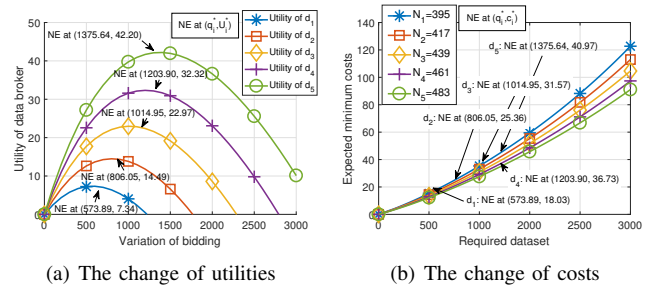 NE at (q_i^*,U_i^*)
Utility of d_1
Utility of d_2
Utility of d_3
Utility of d_4
Utility of d_5
NE at (1375.64, 42.20)
NE at (1203.90, 32.32)
NE at (1014.95, 22.97)
NE at (806.05, 14.49)
NE at (573.89, 7.34)
Utility of data broker
50
40
30
20
10
0
0 500 1000 1500 2000 2500 3000
Variation of bidding
(a) The change of utilities
N_1=395
N_2=417
N_3=439
N_4=461
N_5=483
NE at (q_i^*,c_i^*)
d_5: NE at (1375.64, 40.97)
d_3: NE at (1014.95, 31.57)
d_2: NE at (806.05, 25.36)
d_4: NE at (1203.90, 36.73)
d_1: NE at (573.89, 18.03)
Expected minimum costs
140
120
100
80
60
40
20
0
0 500 1000 1500 2000 2500 3000
Required dataset
(b) The change of costs